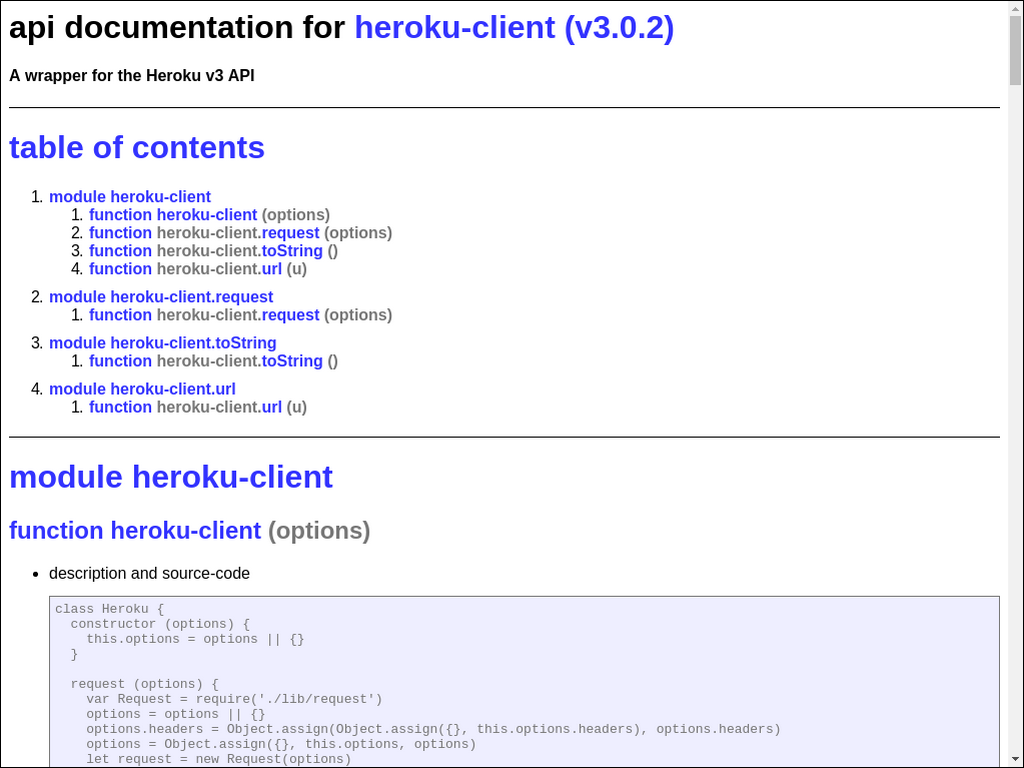 api documentation for heroku-client (v3.0.2)
A wrapper for the Heroku v3 API
table of contents
1. module heroku-client
1. function heroku-client (options)
2. function heroku-client.request (options)
3. function heroku-client.toString ()
4. function heroku-client.url (u)
2. module heroku-client.request
1. function heroku-client.request (options)
3. module heroku-client.toString
1. function heroku-client.toString ()
4. module heroku-client.url
1. function heroku-client.url (u)
module heroku-client
function heroku-client (options)
• description and source-code
class Heroku {
  constructor (options) {
    this.options = options || {}
  }
  request (options) {
    var Request = require('./lib/request')
    options = options || {}
    options.headers = Object.assign(Object.assign({}, this.options.headers), options.headers)
    options = Object.assign({}, this.options, options)
    let request = new Request(options)